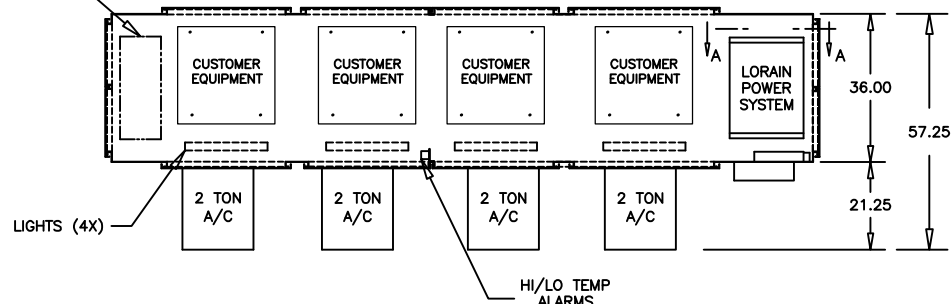 CUSTOMER
EQUIPMENT
CUSTOMER
EQUIPMENT
CUSTOMER
EQUIPMENT
CUSTOMER
EQUIPMENT
A
A
LORAIN
POWER
SYSTEM
36.00
57.25
21.25
2 TON
A/C
2 TON
A/C
2 TON
A/C
2 TON
A/C
LIGHTS (4X)
HI/LO TEMP
ALARMS